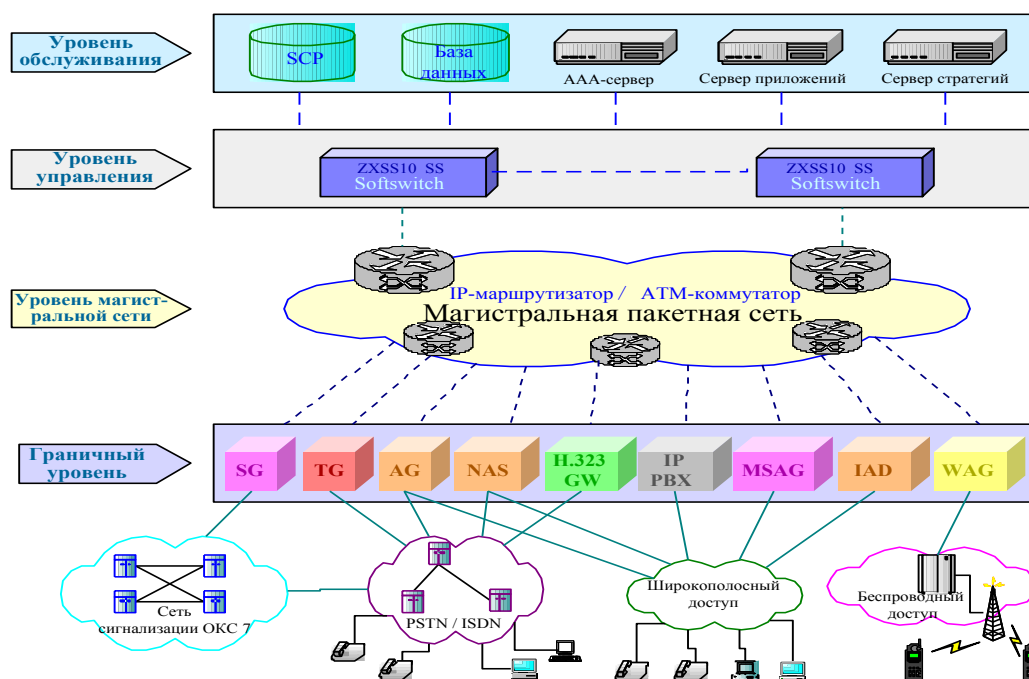 Уровень
обслуживания
SCP
База
данных
ААА-сервер
Сервер приложений
Сервер стратегий
Уровень
управления
ZXSS10 SS
Softswitch
ZXSS10 SS
Softswitch
Уровень магист-
ральной сети
IP-маршрутизатор / АТМ-коммутатор
Магистральная пакетная сеть
Граничный
уровень
SG
TG
AG
NAS
H.323
GW
IP
PBX
MSAG
IAD
WAG
Сеть
сигнализации ОКС 7
PSTN / ISDN
Широкополосный
доступ
Беспроводный
доступ